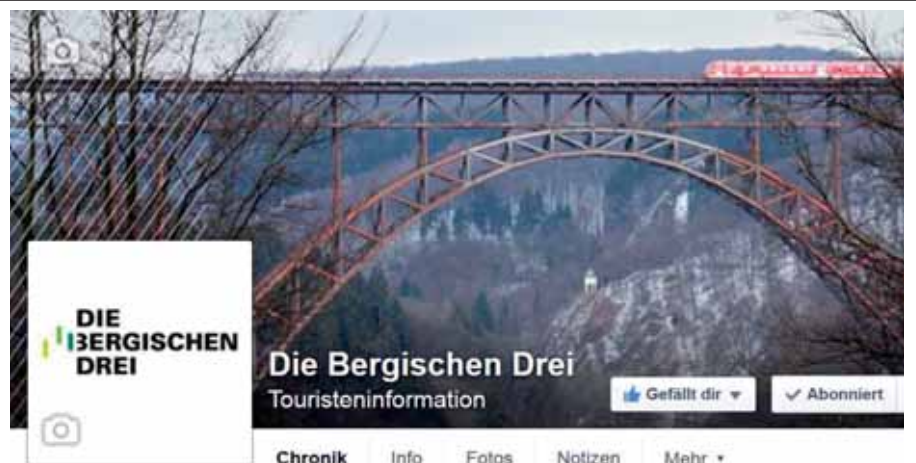 DIE
BERGISCHEN
DREI
Die Bergischen Drei
Touristeninformation
Gefällt dir
Abonniert
Chronik Info Fotos Notizen Mehr